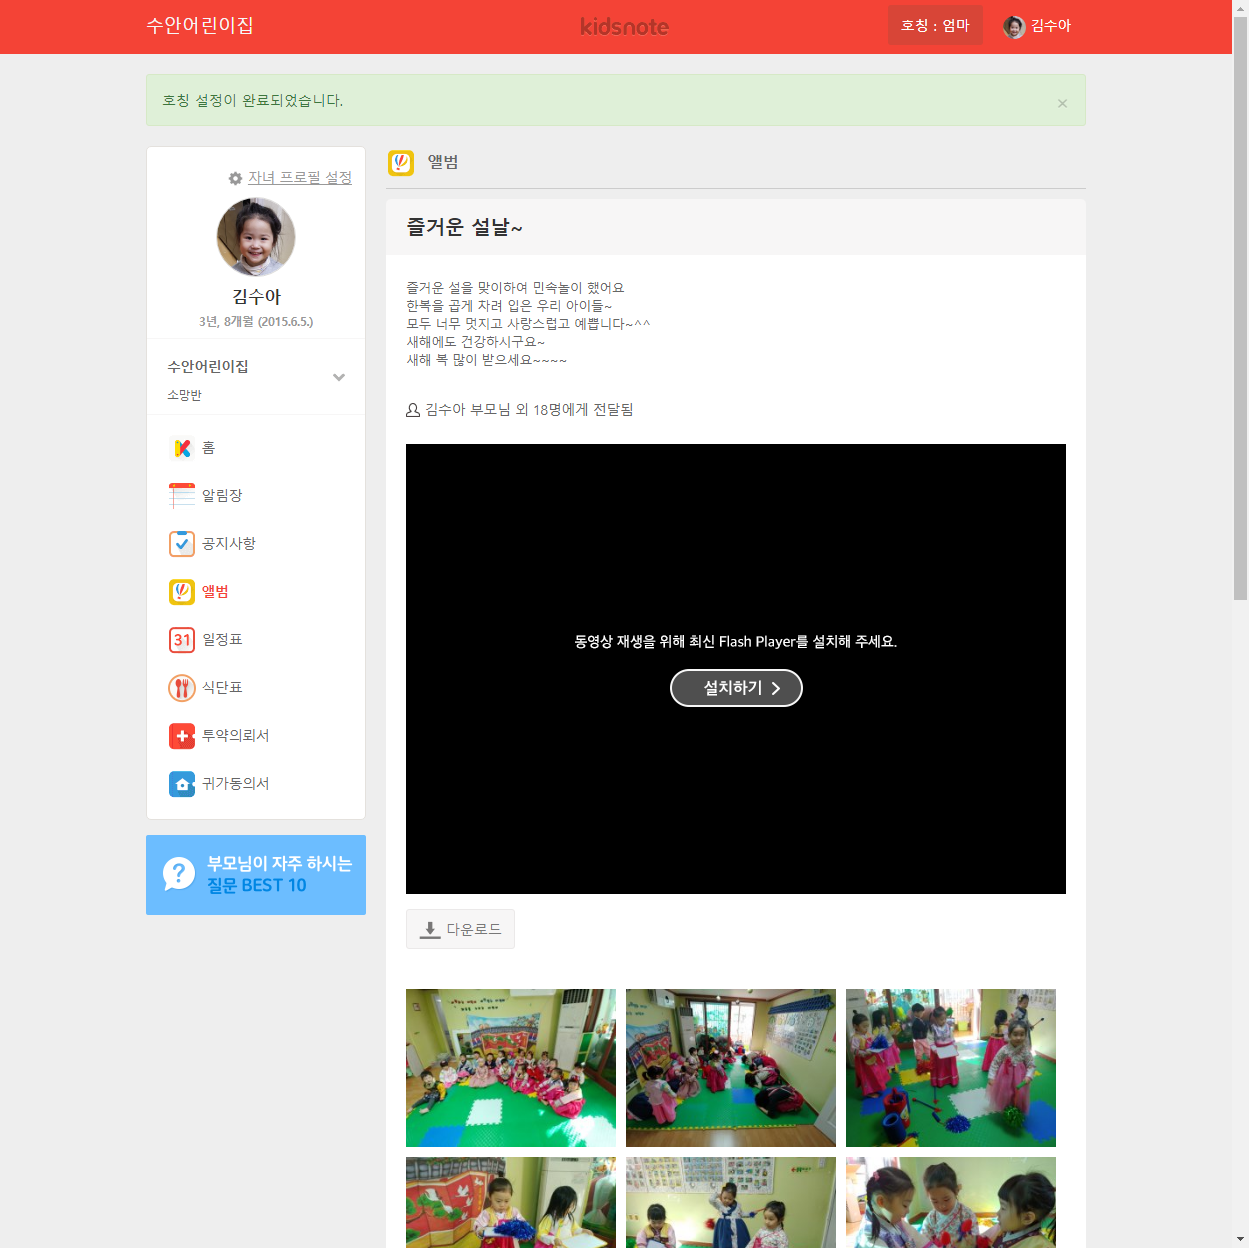 수안어린이집
kidsnote
호칭 : 엄마
김수아
호칭 설정이 완료되었습니다.
×
자녀 프로필 설정
김수아
3년, 8개월 (2015.6.5.)
수안어린이집
소망반
홈
알림장
공지사항
앨범
31 일정표
식단표
투약의뢰서
귀가동의서
부모님이 자주 하시는
질문 BEST 10
앨범
즐거운 설날~
즐거운 설을 맞이하여 민속놀이 했어요
한복을 곱게 차려 입은 우리 아이들~
모두 너무 멋지고 사랑스럽고 예쁩니다~^^
새해에도 건강하시구요~
새해 복 많이 받으세요~~~~
김수아 부모님 외 18명에게 전달됨
동영상 재생을 위해 최신 Flash Player를 설치해 주세요.
설치하기
다운로드